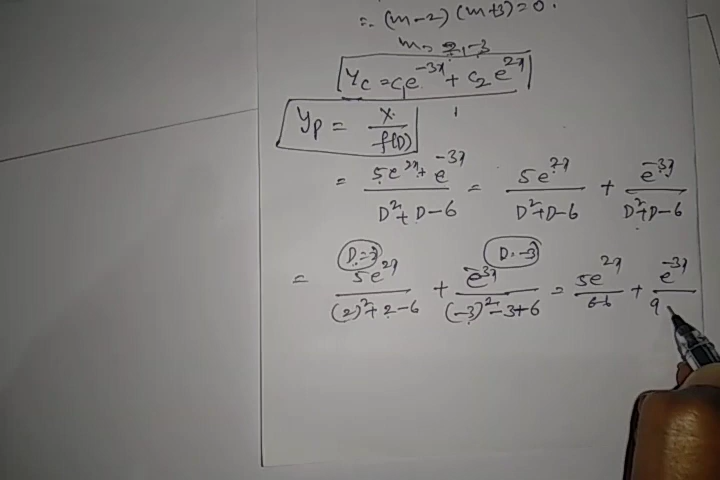 = (m-2) (m+3) = 0.
m = 2, -3
Yc = c₁e^-3x + c₂e^2x
yp = x/f(D)
= (5e^2x + e^-3x)/(D²+D-6) = 5e^2x/(D²+D-6) + e^-3x/(D²+D-6)
D=2 D=-3
= 5e^2x/((2)²+2-6) + e^-3x/((-3)²-3+6) = 5e^2x/(6-6) + e^-3x/9